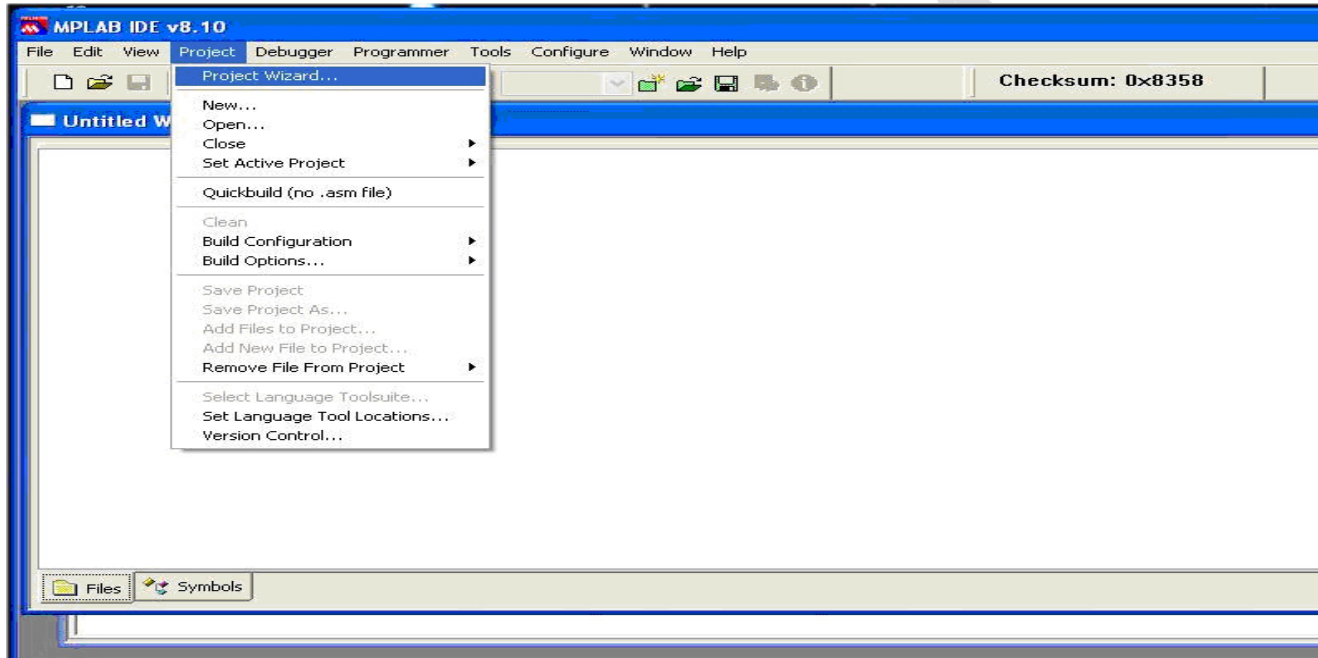 MPLAB IDE v8.10
File Edit View Project Debugger Programmer Tools Configure Window Help
Checksum: 0x8358
Untitled W
Project Wizard...
New...
Open...
Close
Set Active Project
Quickbuild (no .asm file)
Clean
Build Configuration
Build Options...
Save Project
Save Project As...
Add Files to Project...
Add New File to Project...
Remove File From Project
Select Language Toolsuite...
Set Language Tool Locations...
Version Control...
Files Symbols